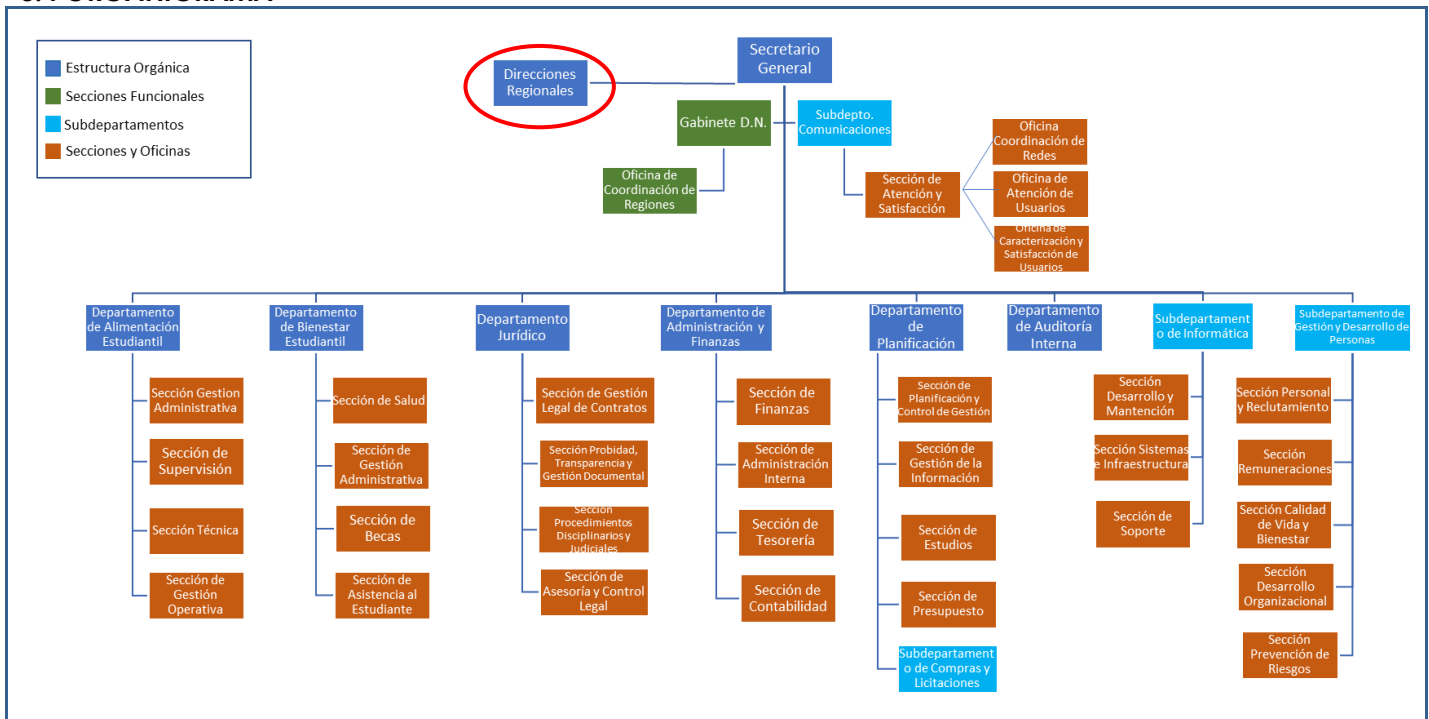 Estructura Orgánica
Secciones Funcionales
Subdepartamentos
Secciones y Oficinas
Secretario
General
Direcciones
Regionales
Gabinete D.N.
Subdepto.
Comunicaciones
Oficina de
Coordinación de
Regiones
Sección de
Atención y
Satisfacción
Oficina
Coordinación de
Redes
Oficina de
Atención de
Usuarios
Oficina de
Caracterización y
Satisfacción de
Usuarios
Departamento
de Alimentación
Estudiantil
Departamento
de Bienestar
Estudiantil
Departamento
Jurídico
Departamento de
Administración y
Finanzas
Departamento
de
Planificación
Departamento
de Auditoría
Interna
Subdepartament
o de Informática
Subdepartamento de
Gestión y Desarrollo de
Personas
Sección Gestion
Administrativa
Sección de
Supervisión
Sección Técnica
Sección de
Gestión
Operativa
Sección de Salud
Sección de
Gestión
Administrativa
Sección de
Becas
Sección de
Asistencia al
Estudiante
Sección de Gestión
Legal de Contratos
Sección Probidad,
Transparencia y
Gestión Documental
Sección
Procedimientos
Disciplinarios y
Judiciales
Sección de
Asesoría y Control
Legal
Sección de
Finanzas
Sección de
Administración
Interna
Sección de
Tesorería
Sección de
Contabilidad
Sección de
Planificación y
Control de Gestión
Sección de
Gestión de la
Información
Sección de
Estudios
Sección de
Presupuesto
Subdepartament
o de Compras y
Licitaciones
Sección
Desarrollo y
Mantención
Sección Sistemas
e Infraestructura
Sección de
Soporte
Sección Personal
y Reclutamiento
Sección
Remuneraciones
Sección Calidad
de Vida y
Bienestar
Sección
Desarrollo
Organizacional
Sección
Prevención de
Riesgos